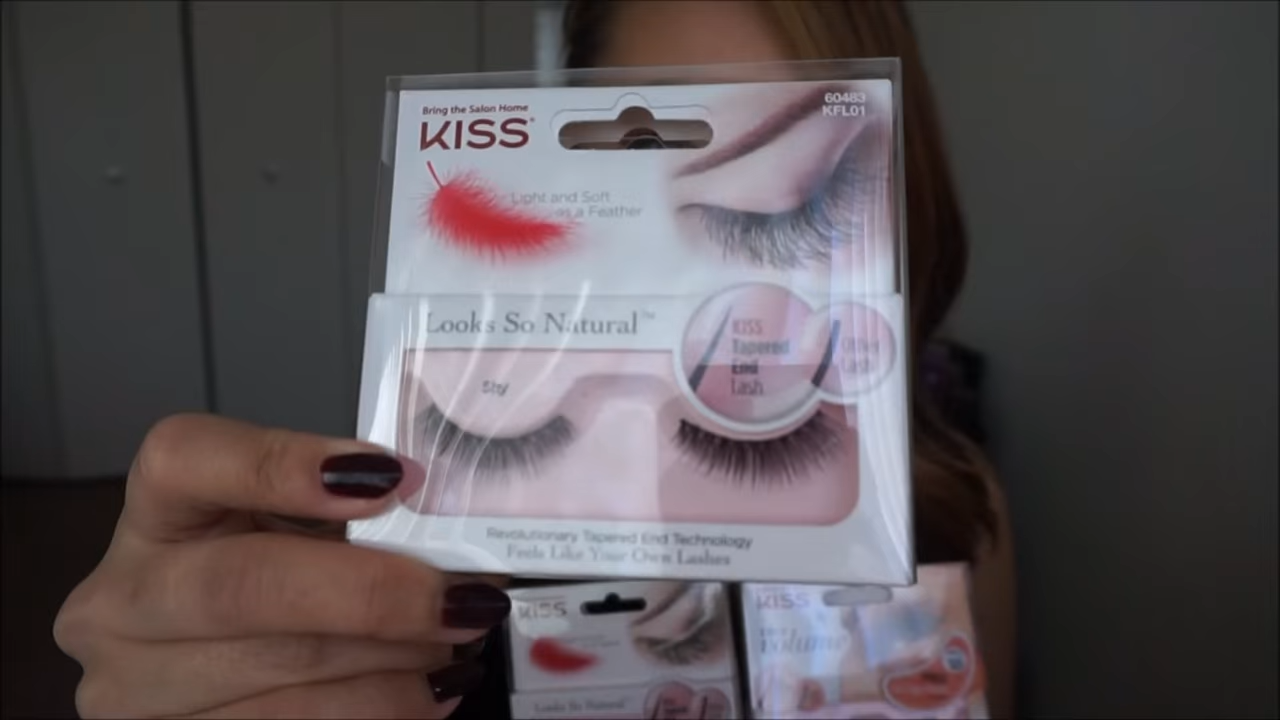 Bring the Salon Home
KISS
60483
KFL01
Light and Soft
as a Feather
Looks So Natural™
KISS
Tapered
End
Lash
Other
Lash
Shy
Revolutionary Tapered End Technology
Feels Like Your Own Lashes
KISS
Looks So Natural
KISS
volume